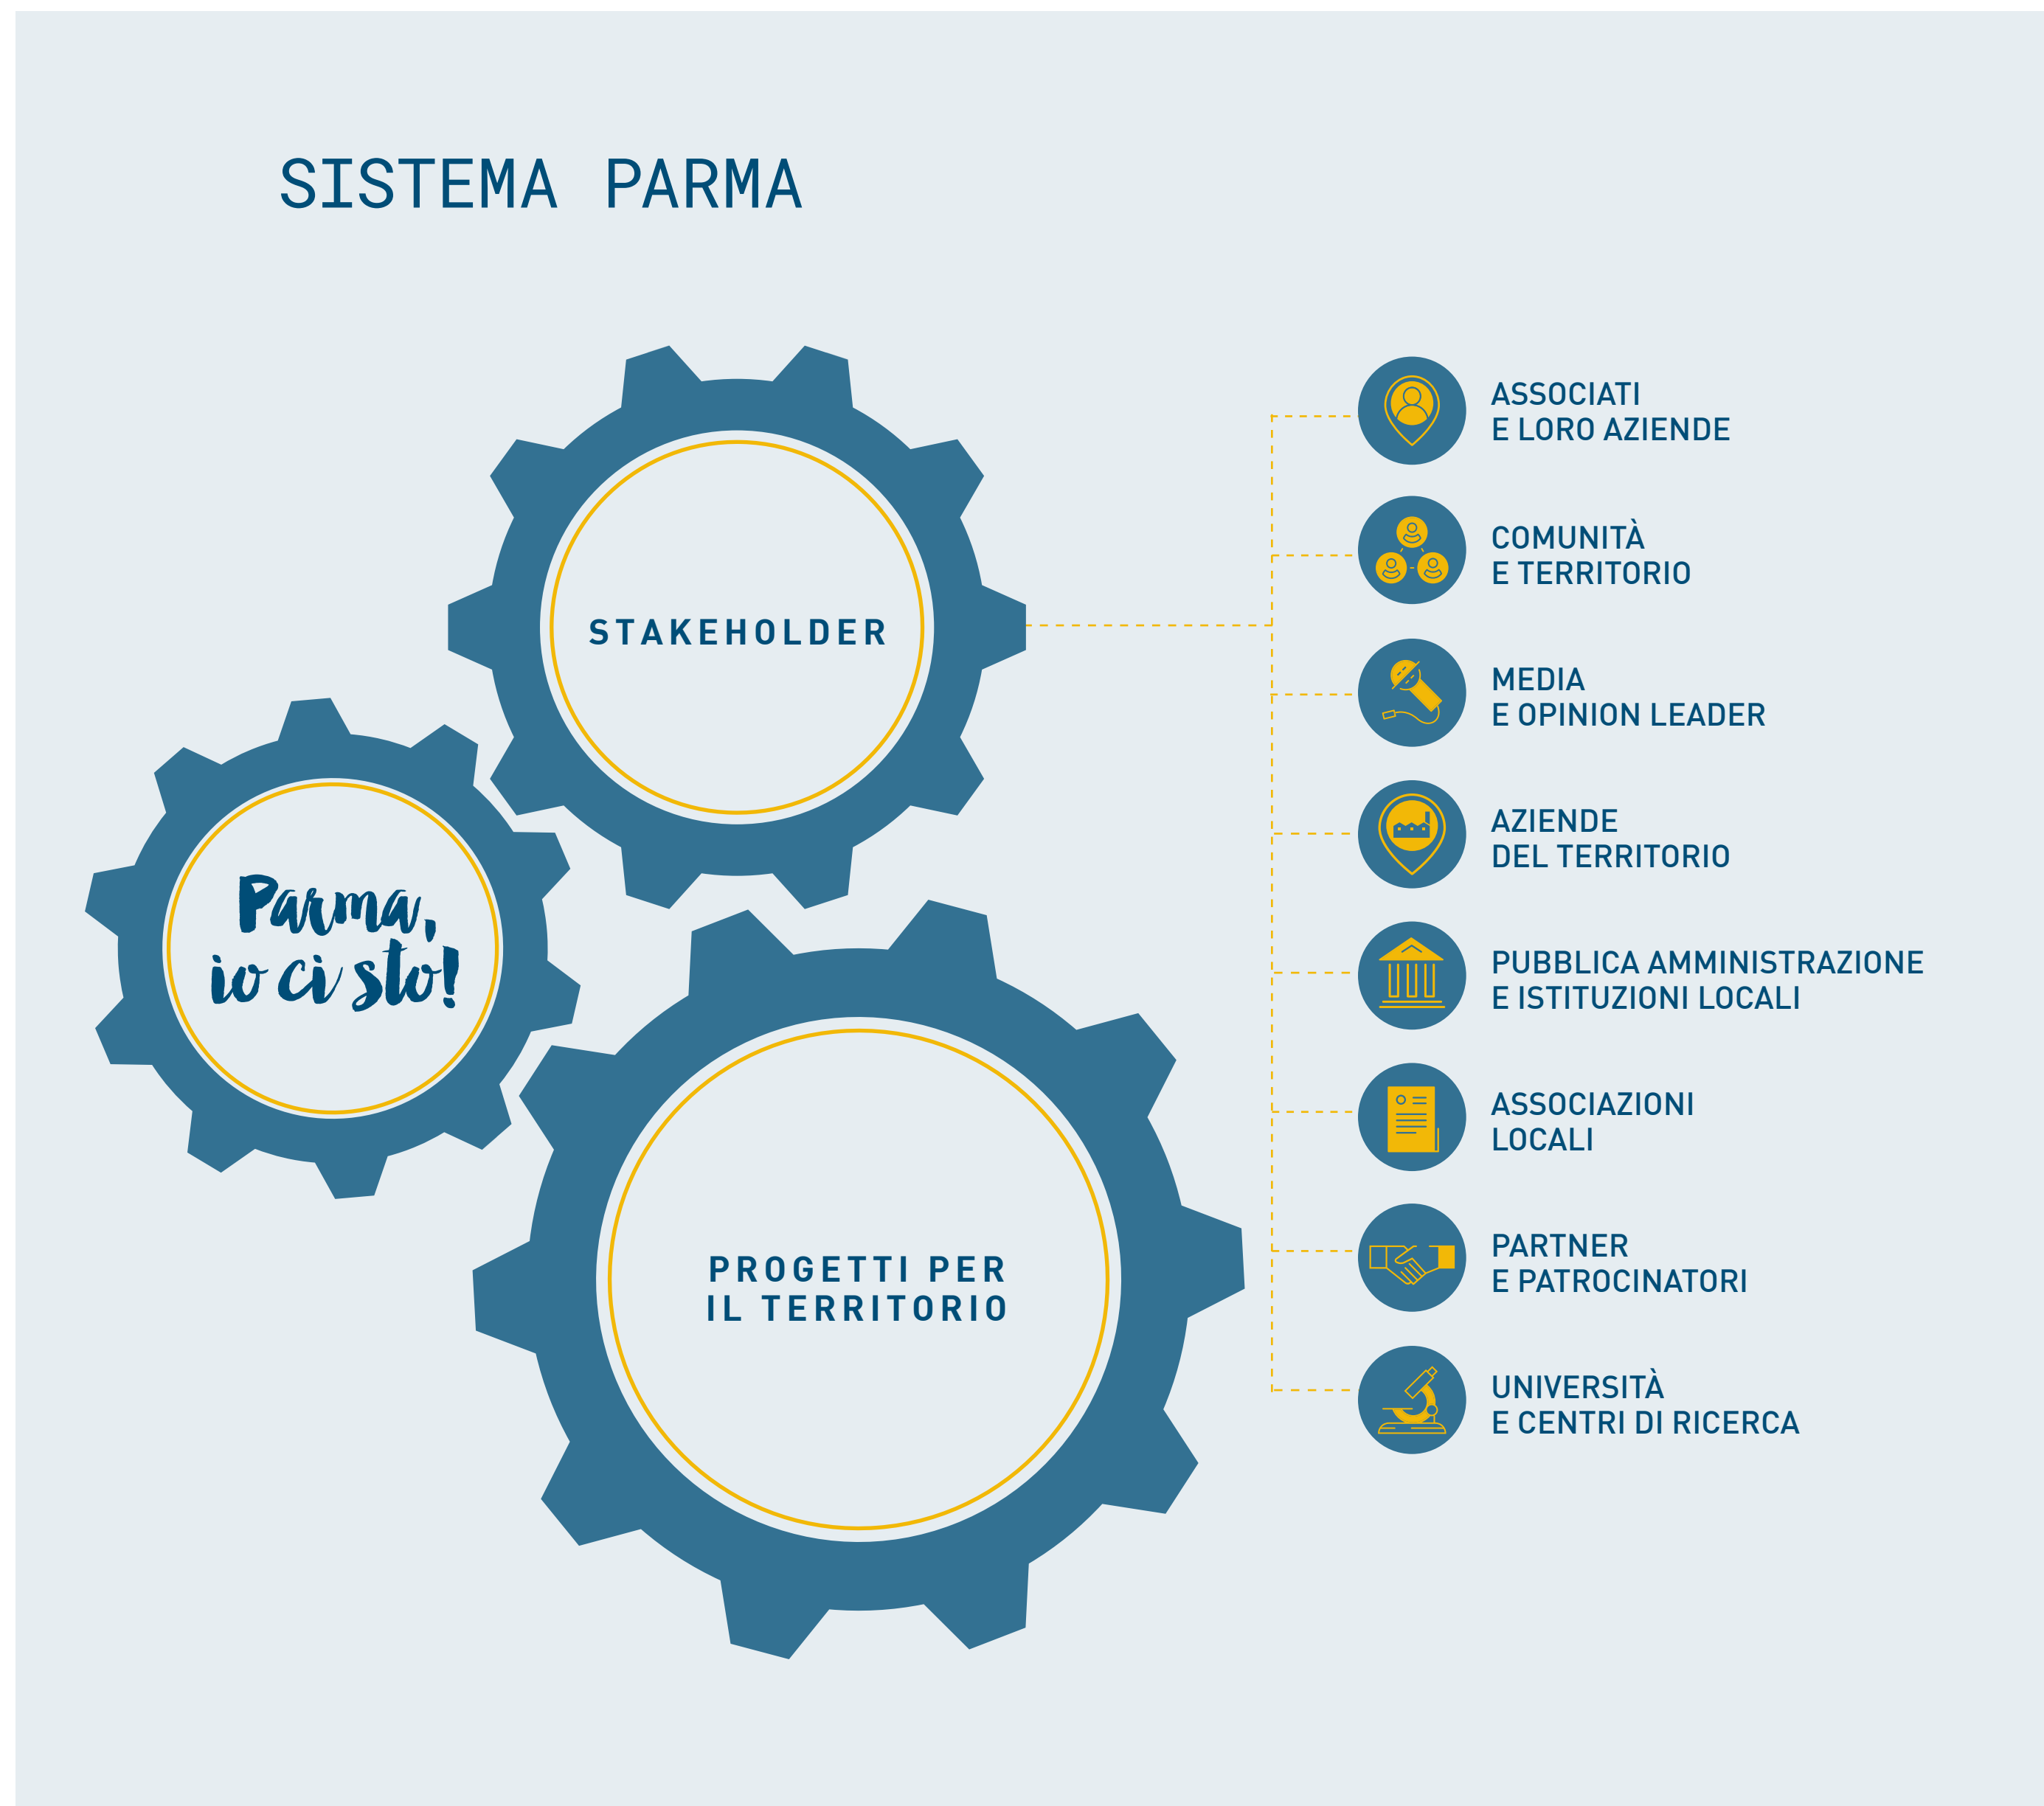 SISTEMA PARMA
STAKEHOLDER
Parma,
io ci sto!
PROGETTI PER
IL TERRITORIO
ASSOCIATI
E LORO AZIENDE
COMUNITÀ
E TERRITORIO
MEDIA
E OPINION LEADER
AZIENDE
DEL TERRITORIO
PUBBLICA AMMINISTRAZIONE
E ISTITUZIONI LOCALI
ASSOCIAZIONI
LOCALI
PARTNER
E PATROCINATORI
UNIVERSITÀ
E CENTRI DI RICERCA